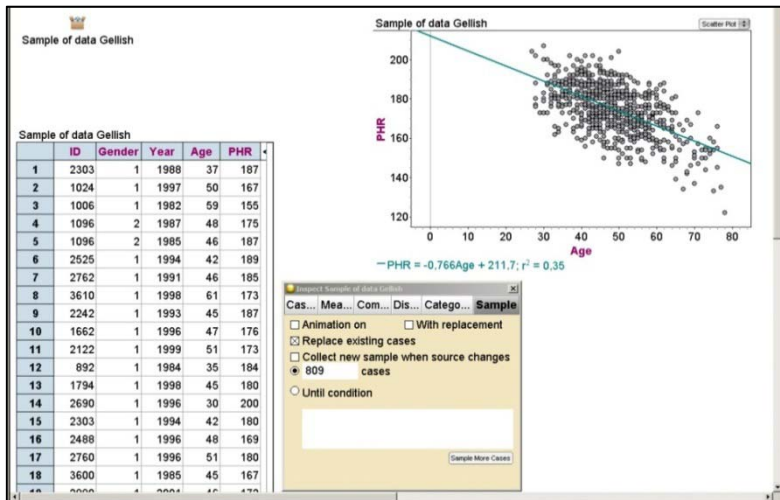 Sample of data Gellish
Sample of data Gellish
ID Gender Year Age PHR
1 2303 1 1988 37 187
2 1024 1 1997 50 167
3 1006 1 1982 59 155
4 1096 2 1987 48 175
5 1096 2 1985 46 187
6 2525 1 1994 42 189
7 2762 1 1991 46 185
8 3610 1 1998 61 173
9 2242 1 1993 45 187
10 1662 1 1996 47 176
11 2122 1 1999 51 173
12 892 1 1984 35 184
13 1794 1 1998 45 180
14 2690 1 1996 30 200
15 2303 1 1994 42 180
16 2488 1 1996 48 169
17 2760 1 1996 51 180
18 3600 1 1985 45 167
Sample of data Gellish
Scatter Plot
200
180
160
140
120
PHR
0 10 20 30 40 50 60 70 80
Age
PHR = -0,766Age + 211,7; r² = 0,35
Inspect Sample of data Gellish
Cas... Mea... Com... Dis... Catego... Sample
Animation on With replacement
Replace existing cases
Collect new sample when source changes
809 cases
Until condition
Sample More Cases